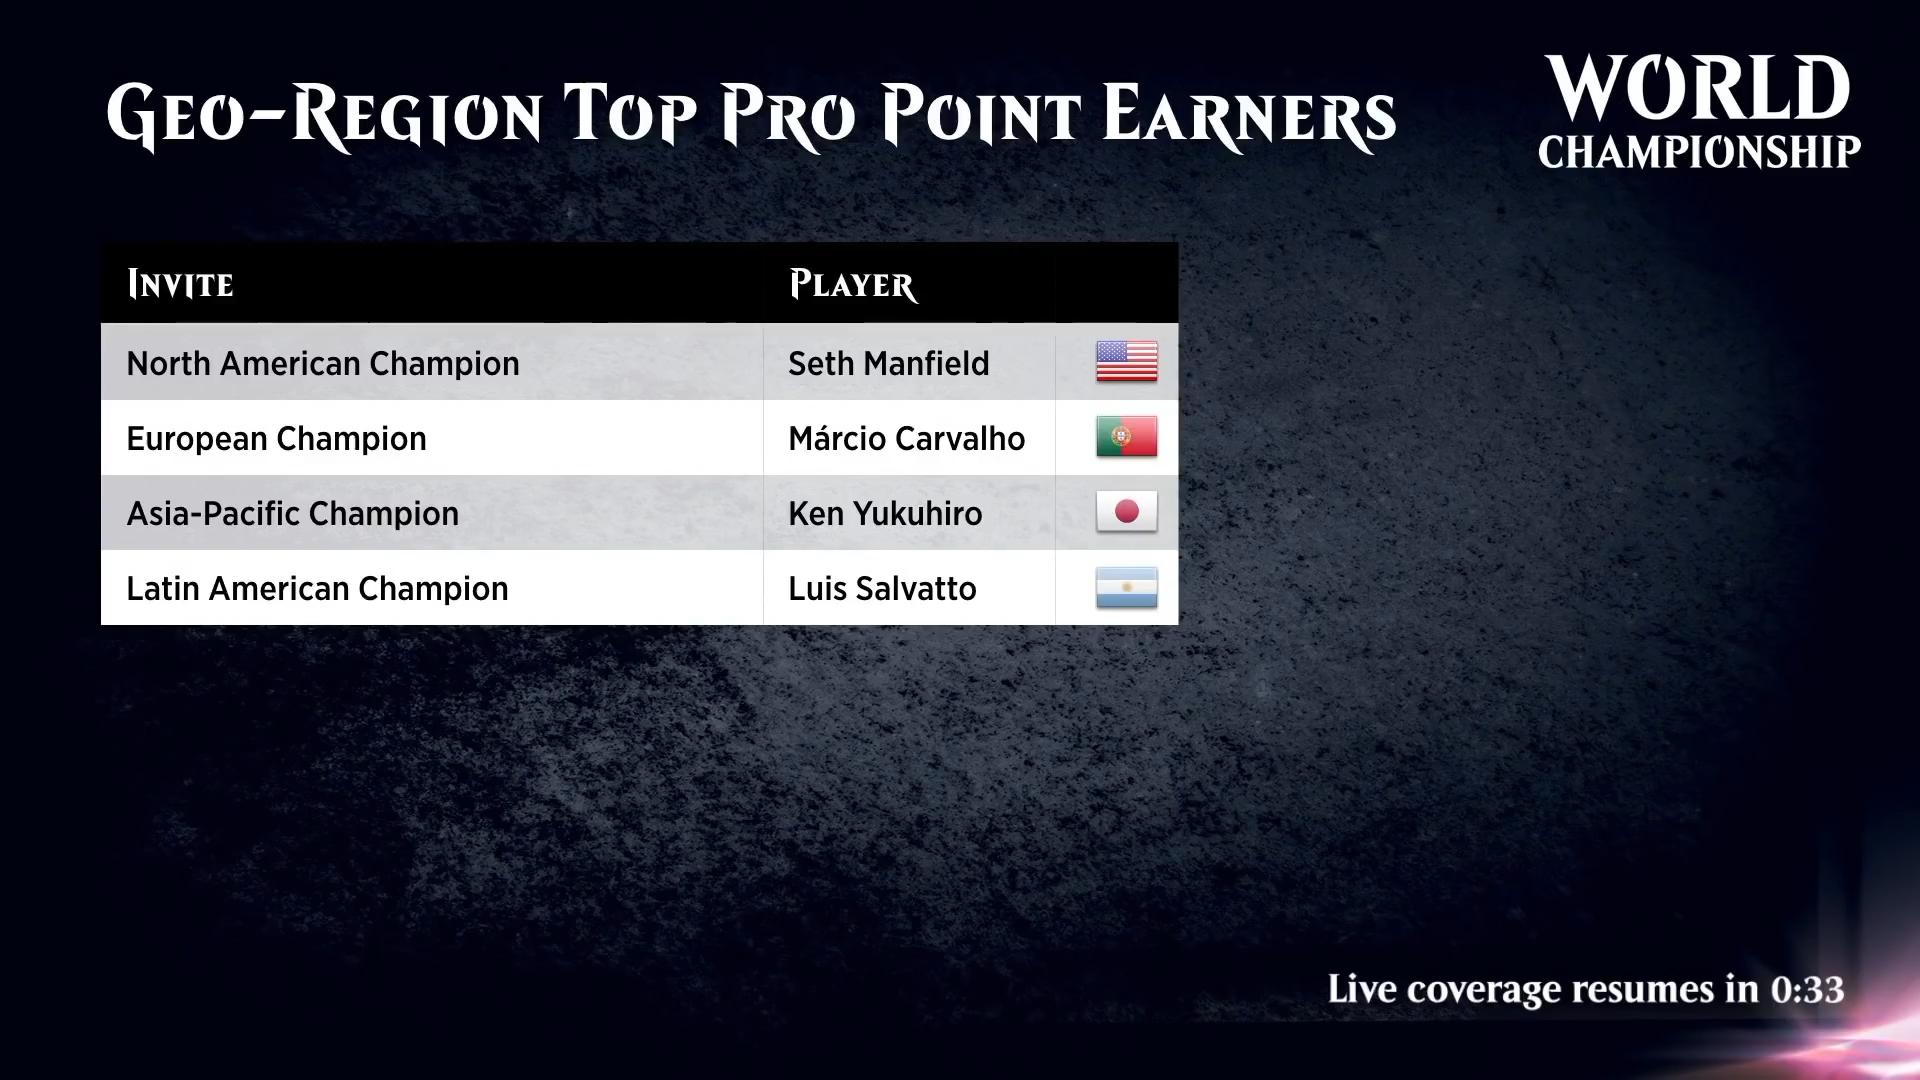 Geo-Region Top Pro Point Earners
WORLD
CHAMPIONSHIP
Invite Player
North American Champion Seth Manfield
European Champion Márcio Carvalho
Asia-Pacific Champion Ken Yukuhiro
Latin American Champion Luis Salvatto
Live coverage resumes in 0:33